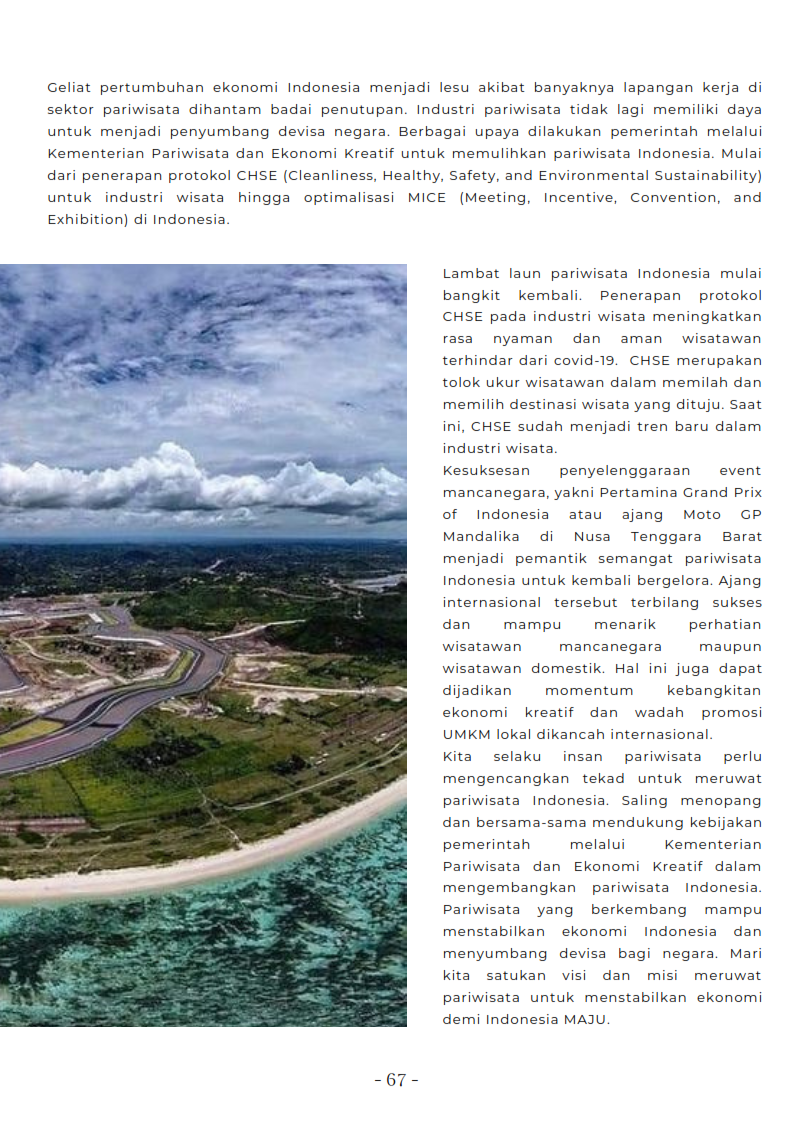 Geliat pertumbuhan ekonomi Indonesia menjadi lesu akibat banyaknya lapangan kerja di
sektor pariwisata dihantam badai penutupan. Industri pariwisata tidak lagi memiliki daya
untuk menjadi penyumbang devisa negara. Berbagai upaya dilakukan pemerintah melalui
Kementerian Pariwisata dan Ekonomi Kreatif untuk memulihkan pariwisata Indonesia. Mulai
dari penerapan protokol CHSE (Cleanliness, Healthy, Safety, and Environmental Sustainability)
untuk industri wisata hingga optimalisasi MICE (Meeting, Incentive, Convention, and
Exhibition) di Indonesia.
Lambat laun pariwisata Indonesia mulai
bangkit kembali. Penerapan protokol
CHSE pada industri wisata meningkatkan
rasa nyaman dan aman wisatawan
terhindar dari covid-19. CHSE merupakan
tolok ukur wisatawan dalam memilah dan
memilih destinasi wisata yang dituju. Saat
ini, CHSE sudah menjadi tren baru dalam
industri wisata.
Kesuksesan penyelenggaraan event
mancanegara, yakni Pertamina Grand Prix
of Indonesia atau ajang Moto GP
Mandalika di Nusa Tenggara Barat
menjadi pemantik semangat pariwisata
Indonesia untuk kembali bergelora. Ajang
internasional tersebut terbilang sukses
dan mampu menarik perhatian
wisatawan mancanegara maupun
wisatawan domestik. Hal ini juga dapat
dijadikan momentum kebangkitan
ekonomi kreatif dan wadah promosi
UMKM lokal dikancah internasional.
Kita selaku insan pariwisata perlu
mengencangkan tekad untuk meruwat
pariwisata Indonesia. Saling menopang
dan bersama-sama mendukung kebijakan
pemerintah melalui Kementerian
Pariwisata dan Ekonomi Kreatif dalam
mengembangkan pariwisata Indonesia.
Pariwisata yang berkembang mampu
menstabilkan ekonomi Indonesia dan
menyumbang devisa bagi negara. Mari
kita satukan visi dan misi meruwat
pariwisata untuk menstabilkan ekonomi
demi Indonesia MAJU.
- 67 -